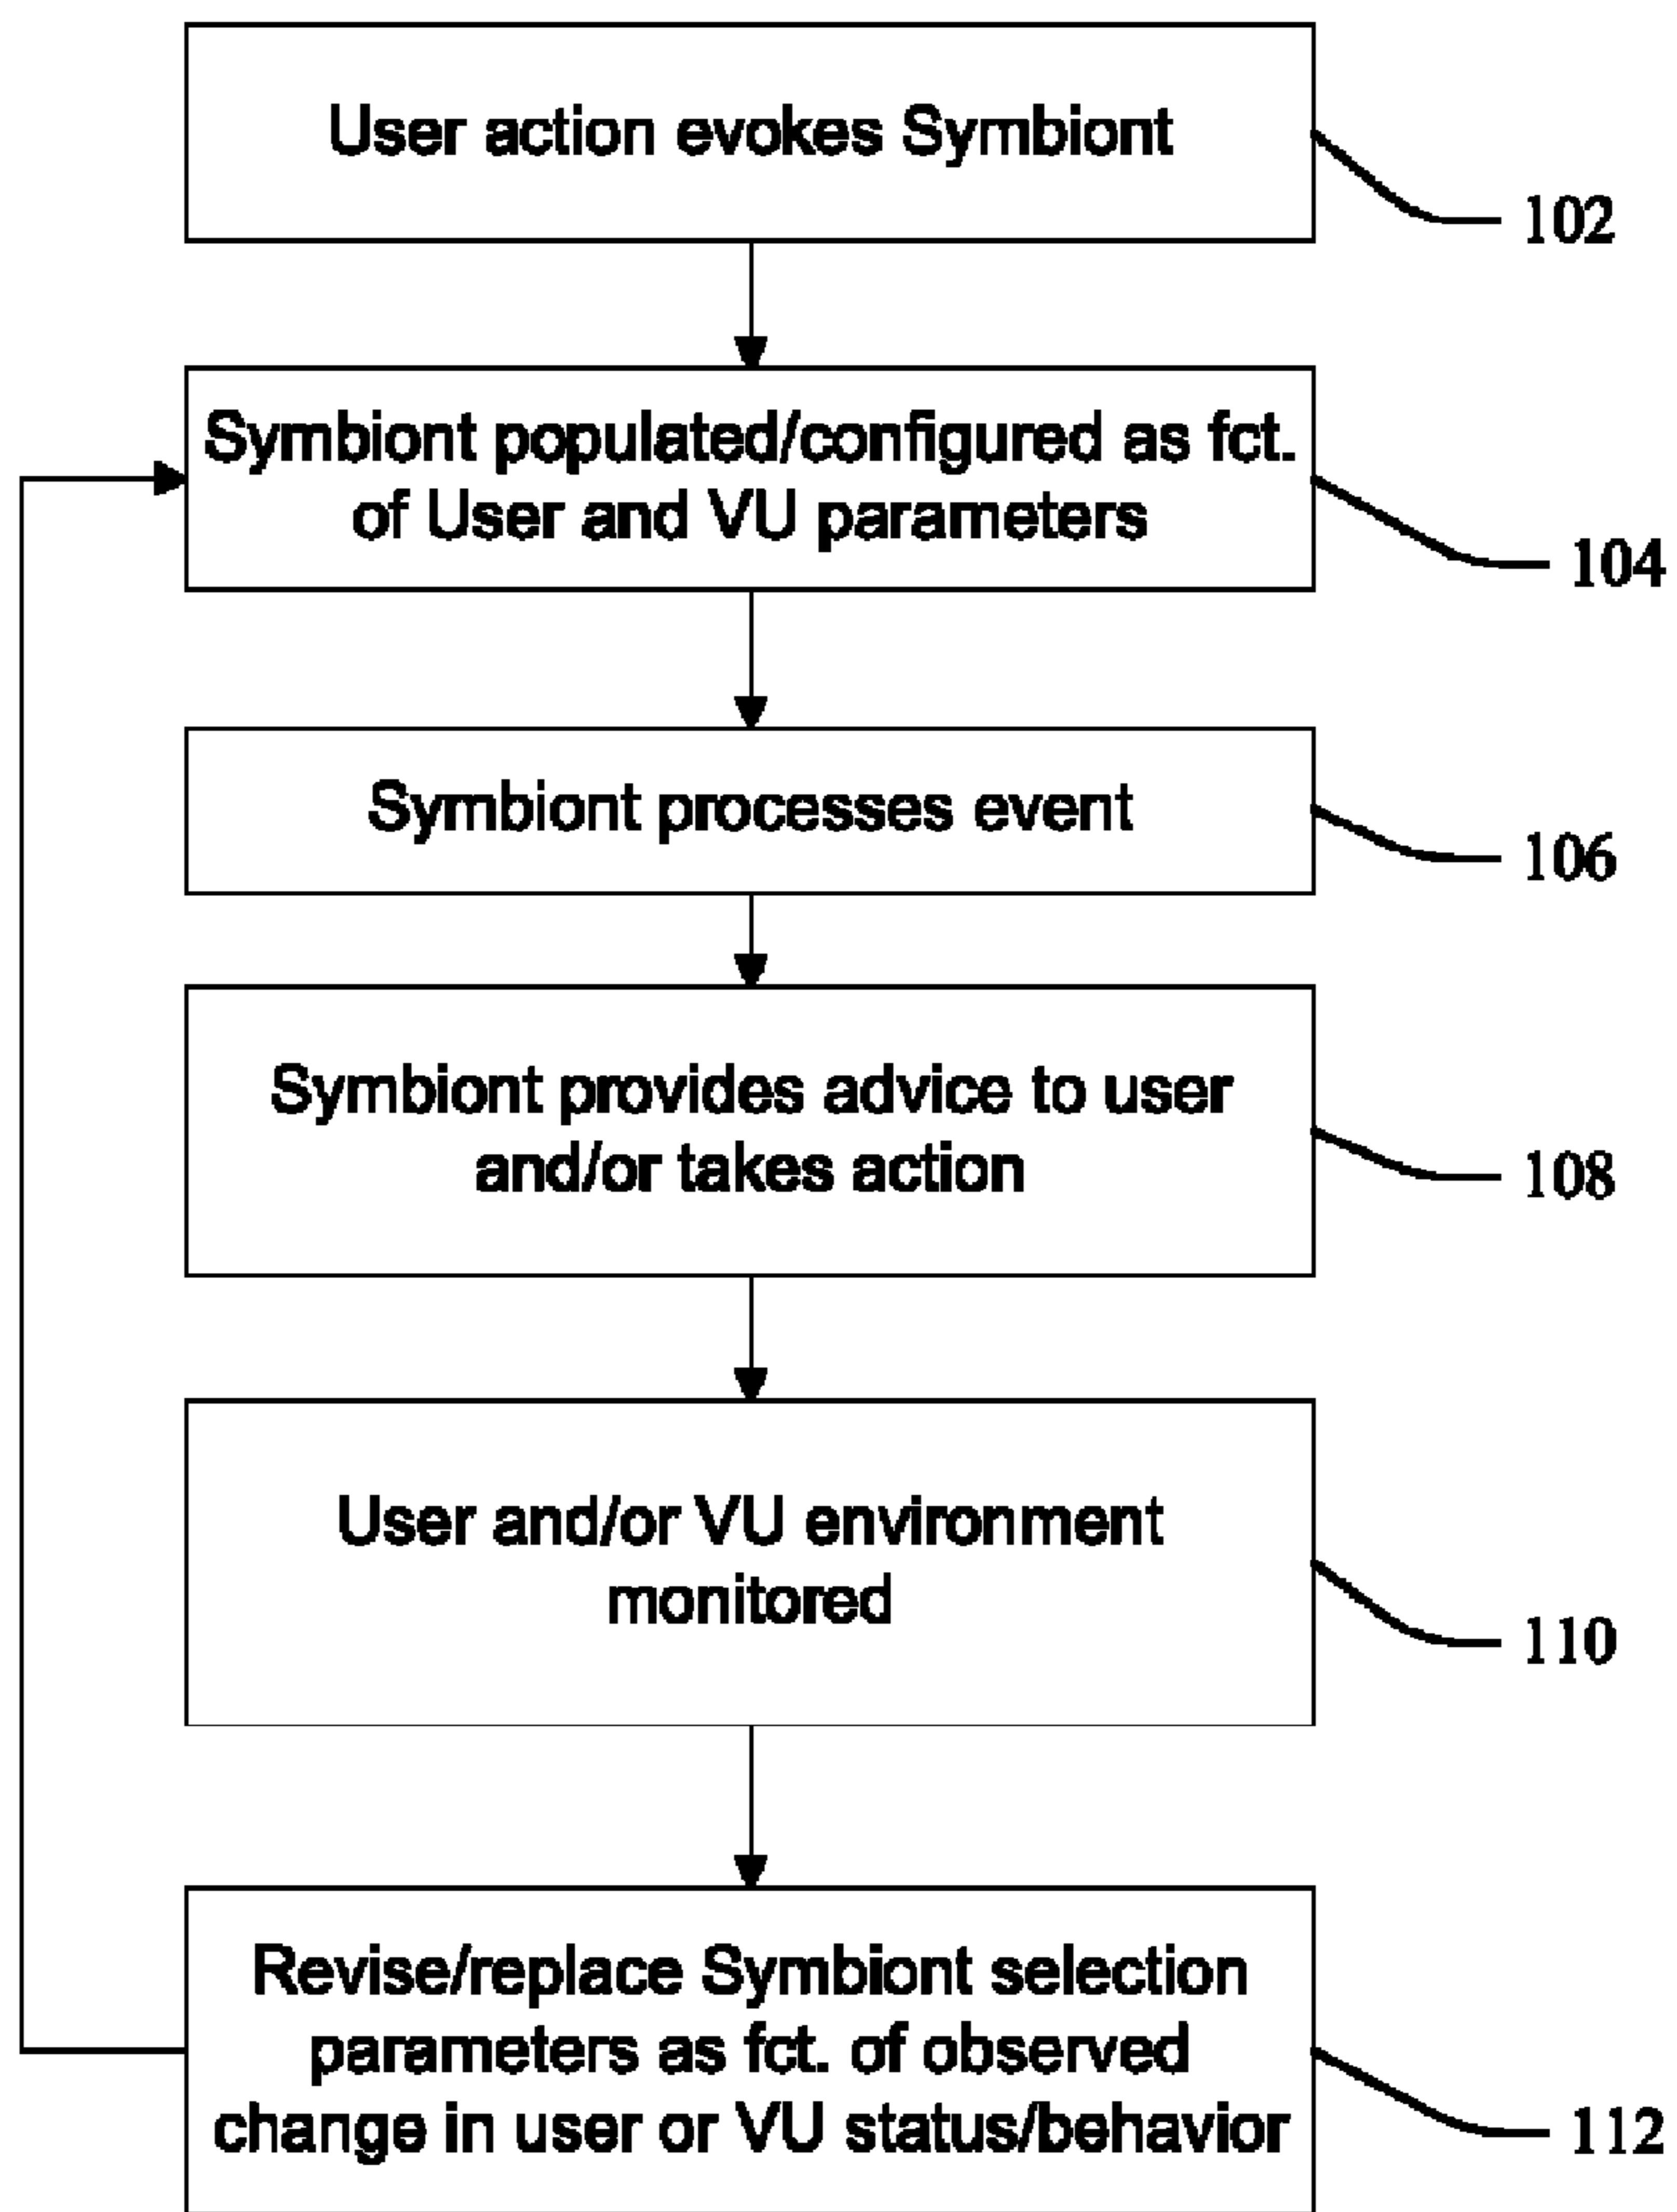 User action evokes Symbiont
102
Symbiont populated/configured as fct.
of User and VU parameters
104
Symbiont processes event
106
Symbiont provides advice to user
and/or takes action
108
User and/or VU environment
monitored
110
Revise/replace Symbiont selection
parameters as fct. of observed
change in user or VU status/behavior
112